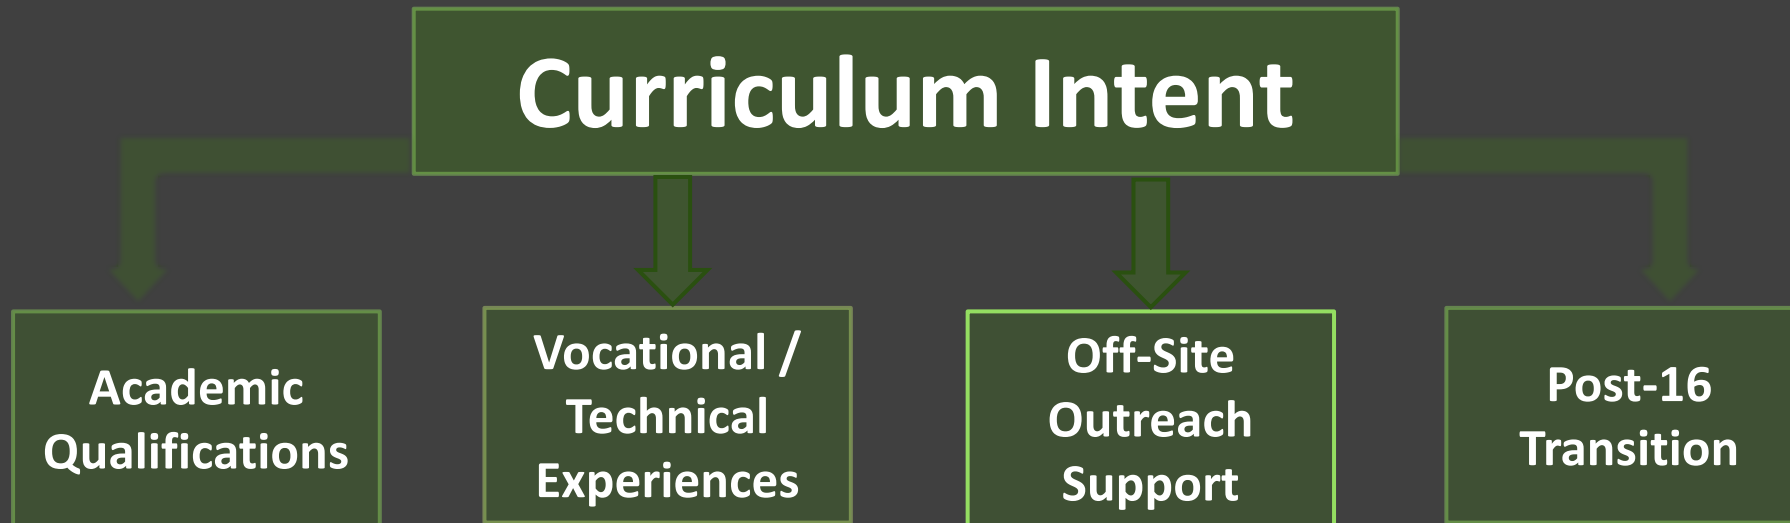 Curriculum Intent
Academic
Qualifications
Vocational /
Technical
Experiences
Off-Site
Outreach
Support
Post-16
Transition